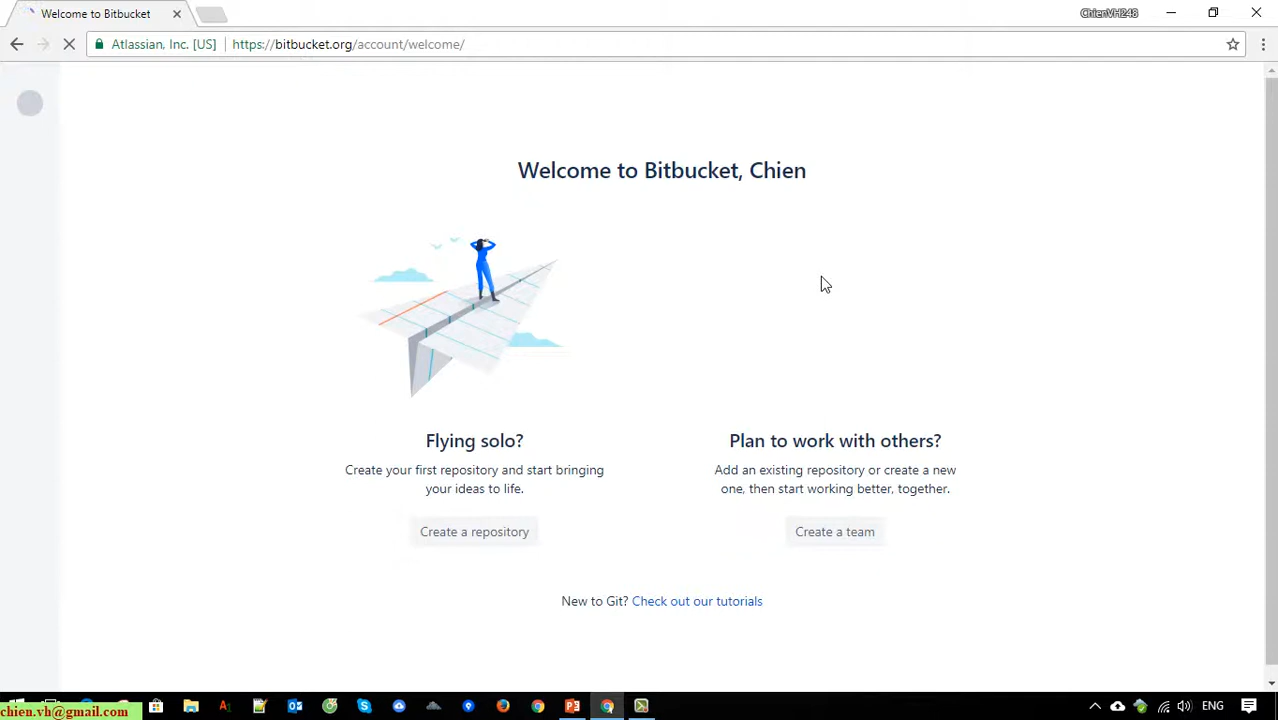 Welcome to Bitbucket
ChienVH248
Atlassian, Inc. [US]
https://bitbucket.org/account/welcome/
Welcome to Bitbucket, Chien
Flying solo?
Create your first repository and start bringing
your ideas to life.
Create a repository
Plan to work with others?
Add an existing repository or create a new
one, then start working better, together.
Create a team
New to Git? Check out our tutorials
chien.vh@gmail.com
ENG